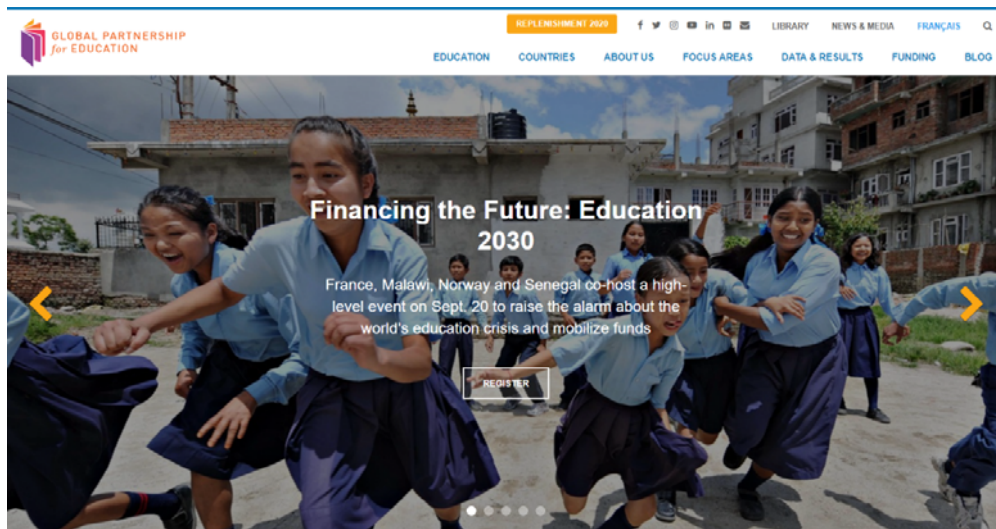 GLOBAL PARTNERSHIP
for EDUCATION
REPLENISHMENT 2020
LIBRARY
NEWS & MEDIA
FRANÇAIS
EDUCATION
COUNTRIES
ABOUT US
FOCUS AREAS
DATA & RESULTS
FUNDING
BLOG
Financing the Future: Education
2030
France, Malawi, Norway and Senegal co-host a high-
level event on Sept. 20 to raise the alarm about the
world's education crisis and mobilize funds
REGISTER